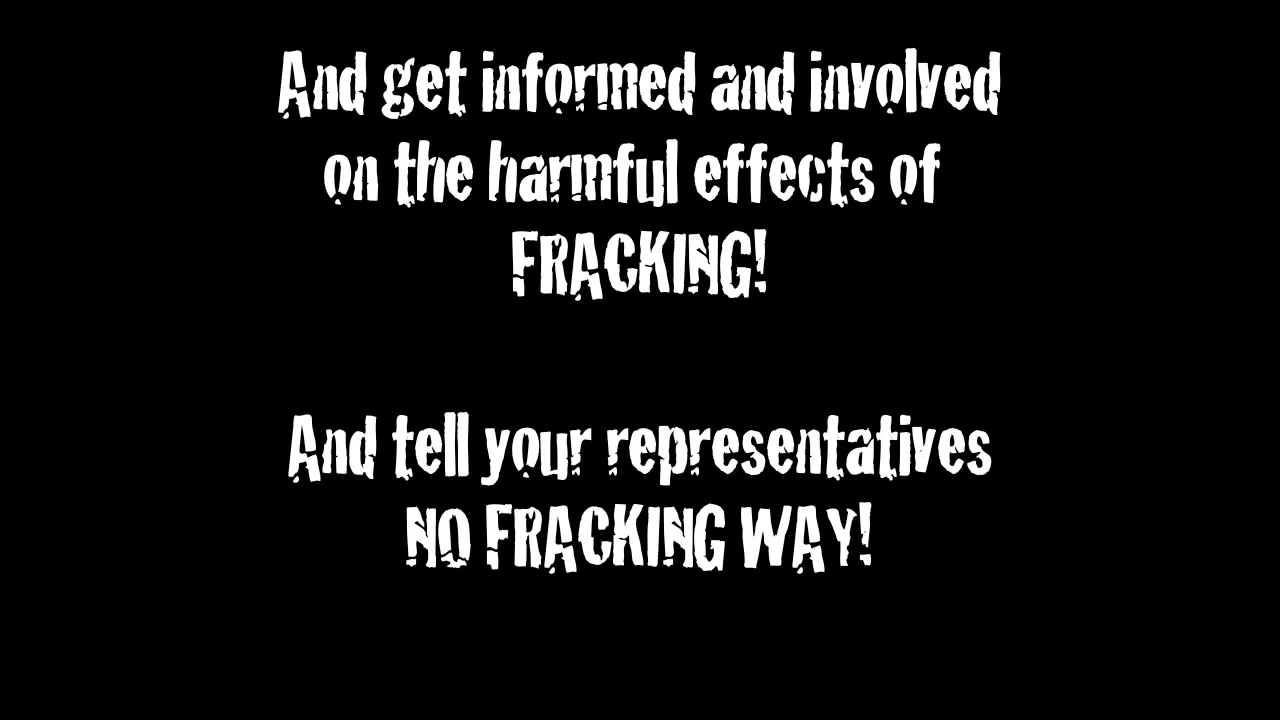 And get informed and involved
on the harmful effects of
FRACKING!
And tell your representatives
NO FRACKING WAY!